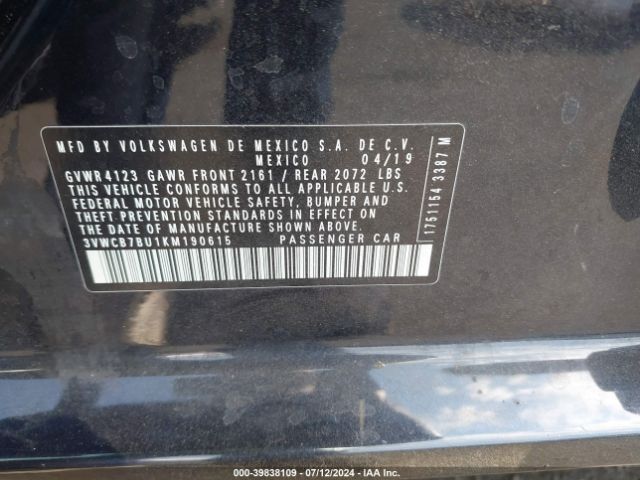 MFD BY VOLKSWAGEN DE MEXICO S.A. DE C.V.
MEXICO 04/19
GVWR 4123 GAWR FRONT 2161 / REAR 2072 LBS
THIS VEHICLE CONFORMS TO ALL APPLICABLE U.S.
FEDERAL MOTOR VEHICLE SAFETY, BUMPER AND
THEFT PREVENTION STANDARDS IN EFFECT ON
THE DATE OF MANUFACTURE SHOWN ABOVE.
3VWCB7BU1KM190615 PASSENGER CAR
1751154 3387 M
000-39838109 - 07/12/2024 - IAA Inc.